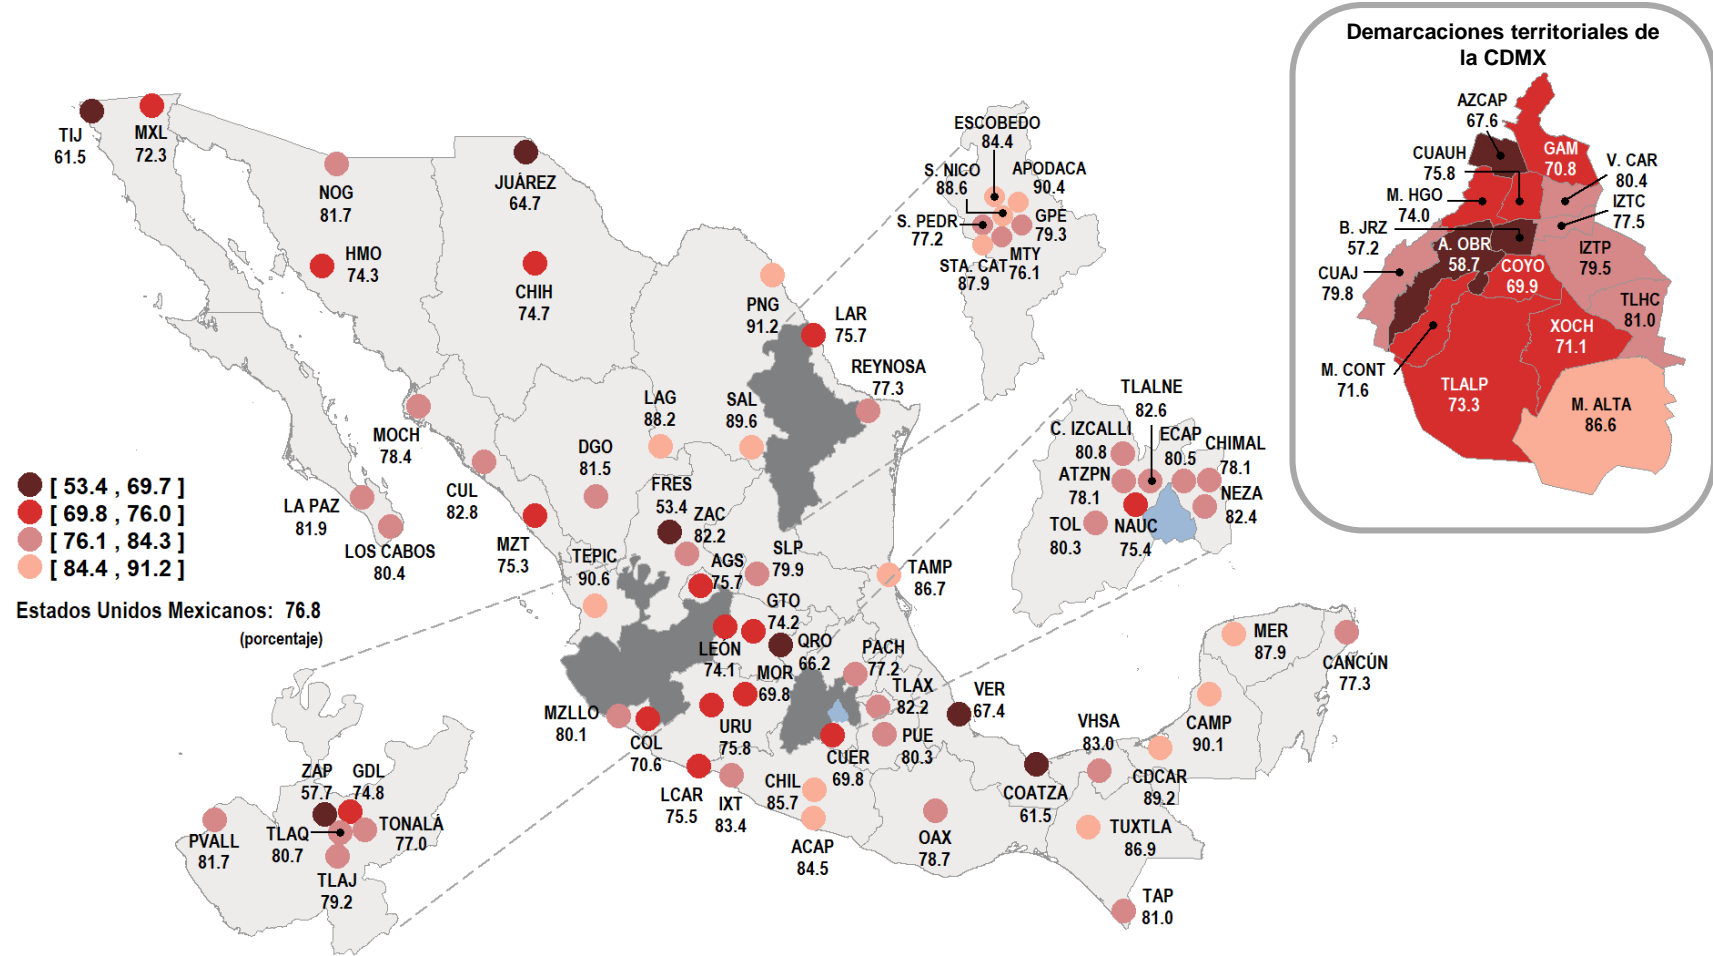 Demarcaciones territoriales de
la CDMX
AZCAP
67.6
GAM
70.8
CUAUH
75.8
V. CAR
80.4
M. HGO
74.0
IZTC
77.5
B. JRZ
57.2
A. OBR
58.7
IZTP
79.5
CUAJ
79.8
COYO
69.9
TLHC
81.0
XOCH
71.1
M. CONT
71.6
TLALP
73.3
M. ALTA
86.6
TIJ
61.5
MXL
72.3
NOG
81.7
JUÁREZ
64.7
HMO
74.3
CHIH
74.7
ESCOBEDO
84.4
S. NICO
88.6
APODACA
90.4
S. PEDR
77.2
GPE
79.3
MTY
76.1
STA. CAT
87.9
PNG
91.2
LAR
75.7
REYNOSA
77.3
LAG
88.2
SAL
89.6
MOCH
78.4
DGO
81.5
CUL
82.8
LA PAZ
81.9
LOS CABOS
80.4
MZT
75.3
FRES
53.4
ZAC
82.2
TEPIC
90.6
AGS
75.7
SLP
79.9
TAMP
86.7
TLALNE
82.6
C. IZCALLI
80.8
ECAP
80.5
CHIMAL
78.1
ATZPN
78.1
NEZA
82.4
TOL
80.3
NAUC
75.4
[ 53.4 , 69.7 ]
[ 69.8 , 76.0 ]
[ 76.1 , 84.3 ]
[ 84.4 , 91.2 ]
Estados Unidos Mexicanos: 76.8
(porcentaje)
GTO
74.2
LEÓN
74.1
QRO
66.2
MOR
69.8
PACH
77.2
TLAX
82.2
MZLLO
80.1
COL
70.6
URU
75.8
CUER
69.8
PUE
80.3
VER
67.4
LCAR
75.5
IXT
83.4
CHIL
85.7
ACAP
84.5
OAX
78.7
COATZA
61.5
VHSA
83.0
CDCAR
89.2
CAMP
90.1
MER
87.9
CANCÚN
77.3
TUXTLA
86.9
TAP
81.0
ZAP
57.7
GDL
74.8
PVALL
81.7
TLAQ
80.7
TONALÁ
77.0
TLAJ
79.2